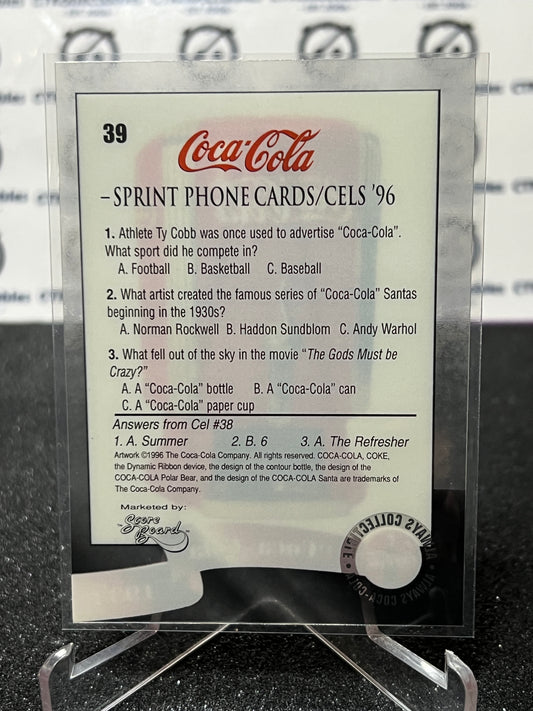 39
Coca-Cola
– SPRINT PHONE CARDS/CELS ’96
1. Athlete Ty Cobb was once used to advertise “Coca-Cola”.
What sport did he compete in?
A. Football B. Basketball C. Baseball
2. What artist created the famous series of “Coca-Cola” Santas
beginning in the 1930s?
A. Norman Rockwell B. Haddon Sundblom C. Andy Warhol
3. What fell out of the sky in the movie “The Gods Must be
Crazy?”
A. A “Coca-Cola” bottle B. A “Coca-Cola” can
C. A “Coca-Cola” paper cup
Answers from Cel #38
1. A. Summer 2. B. 6 3. A. The Refresher
Artwork ©1996 The Coca-Cola Company. All rights reserved. COCA-COLA, COKE,
the Dynamic Ribbon device, the design of the contour bottle, the design of the
COCA-COLA Polar Bear, and the design of the COCA-COLA Santa are trademarks of
The Coca-Cola Company.
Marketed by:
Score
Board
ALWAYS COLLECTIBLE •
ALWAYS COCA-COLA